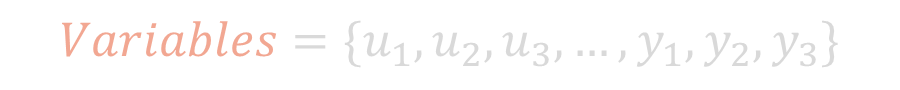 Variables = {u₁, u₂, u₃, … , y₁, y₂, y₃}